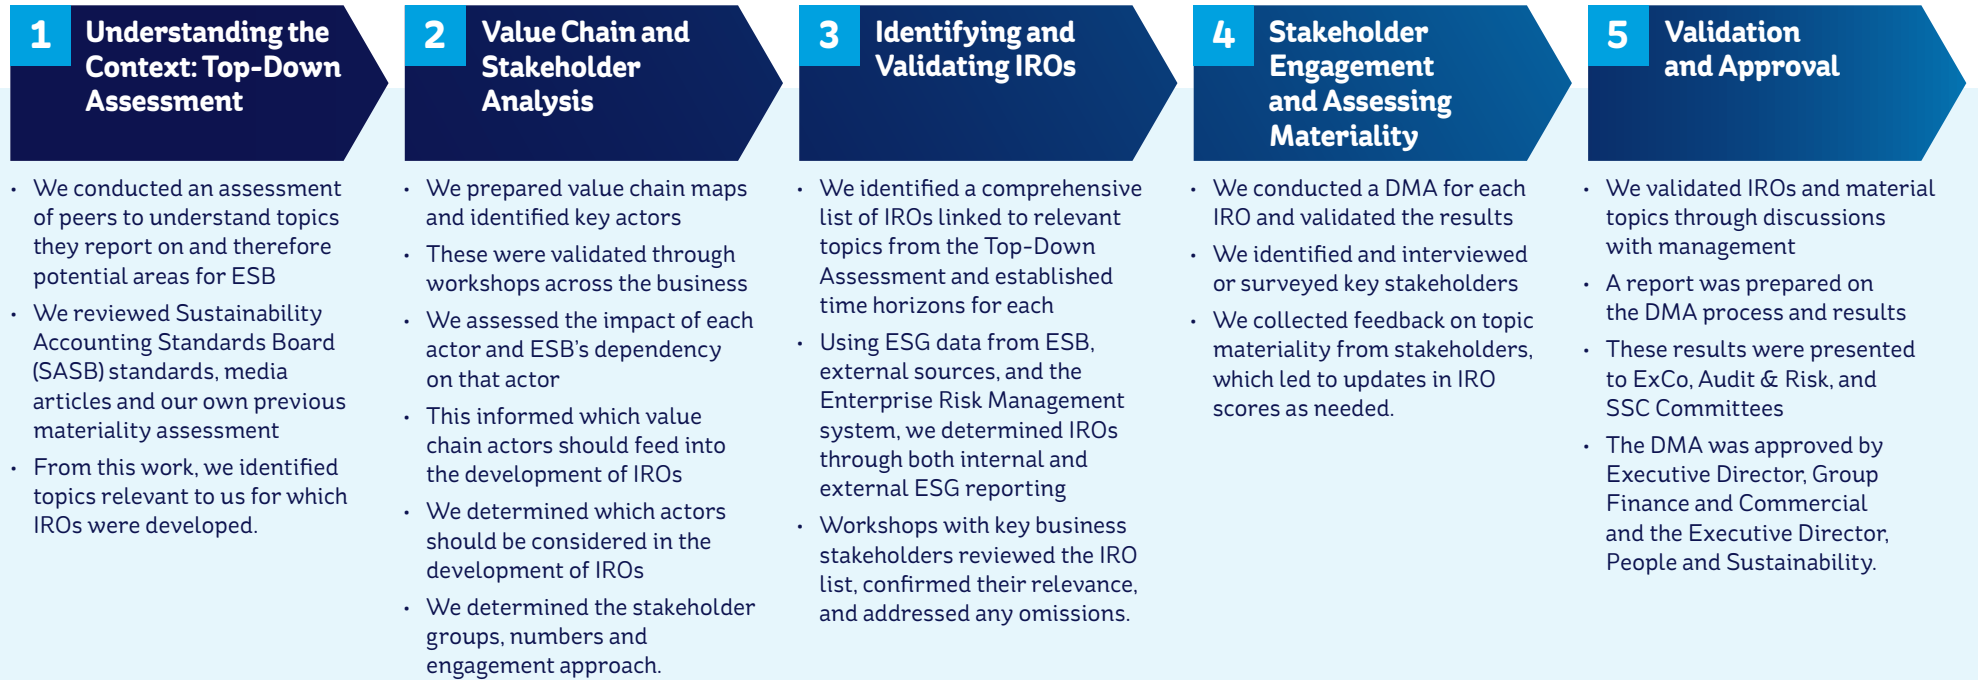 1
Understanding the
Context: Top-Down
Assessment
• We conducted an assessment
of peers to understand topics
they report on and therefore
potential areas for ESB
• We reviewed Sustainability
Accounting Standards Board
(SASB) standards, media
articles and our own previous
materiality assessment
• From this work, we identified
topics relevant to us for which
IROs were developed.
2
Value Chain and
Stakeholder
Analysis
• We prepared value chain maps
and identified key actors
• These were validated through
workshops across the business
• We assessed the impact of each
actor and ESB's dependency
on that actor
• This informed which value
chain actors should feed into
the development of IROs
• We determined which actors
should be considered in the
development of IROs
• We determined the stakeholder
groups, numbers and
engagement approach.
3
Identifying and
Validating IROs
• We identified a comprehensive
list of IROs linked to relevant
topics from the Top-Down
Assessment and established
time horizons for each
• Using ESG data from ESB,
external sources, and the
Enterprise Risk Management
system, we determined IROs
through both internal and
external ESG reporting
• Workshops with key business
stakeholders reviewed the IRO
list, confirmed their relevance,
and addressed any omissions.
4
Stakeholder
Engagement
and Assessing
Materiality
• We conducted a DMA for each
IRO and validated the results
• We identified and interviewed
or surveyed key stakeholders
• We collected feedback on topic
materiality from stakeholders,
which led to updates in IRO
scores as needed.
5
Validation
and Approval
• We validated IROs and material
topics through discussions
with management
• A report was prepared on
the DMA process and results
• These results were presented
to ExCo, Audit & Risk, and
SSC Committees
• The DMA was approved by
Executive Director, Group
Finance and Commercial
and the Executive Director,
People and Sustainability.